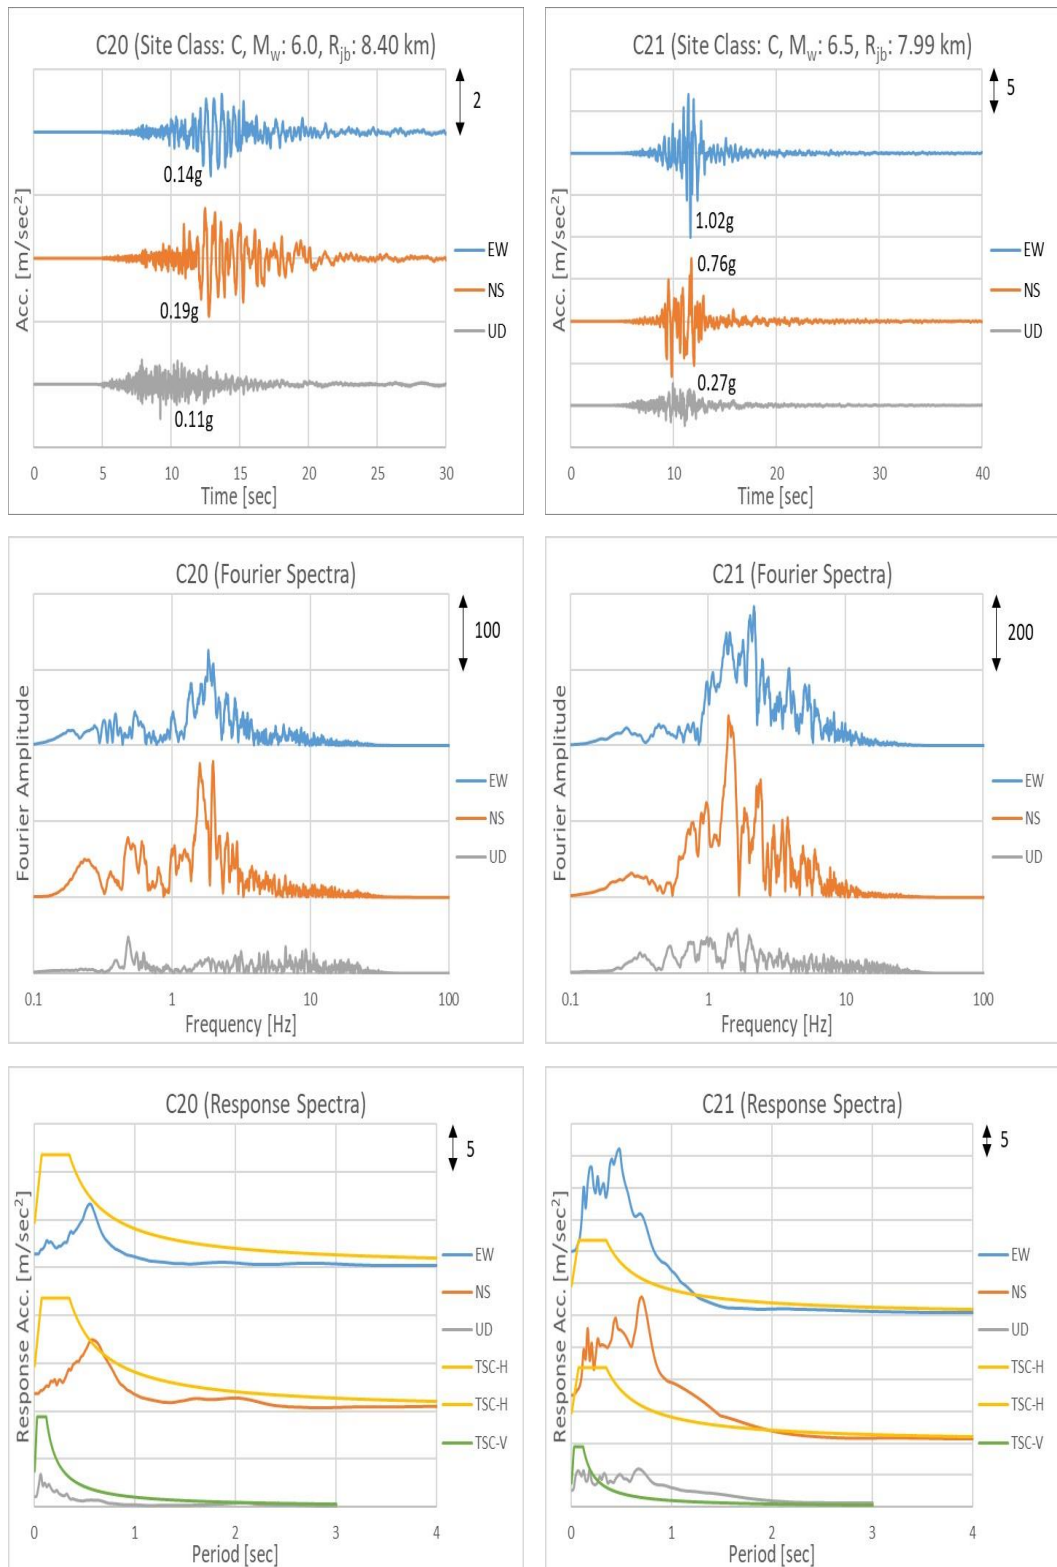 C20 (Site Class: C, Mw: 6.0, Rjb: 8.40 km)
2
Acc. [m/sec²]
0.14g
0.19g
0.11g
EW
NS
UD
0 5 10 15 20 25 30
Time [sec]
C21 (Site Class: C, Mw: 6.5, Rjb: 7.99 km)
5
Acc. [m/sec²]
1.02g
0.76g
0.27g
EW
NS
UD
0 10 20 30 40
Time [sec]
C20 (Fourier Spectra)
100
Fourier Amplitude
EW
NS
UD
0.1 1 10 100
Frequency [Hz]
C21 (Fourier Spectra)
200
Fourier Amplitude
EW
NS
UD
0.1 1 10 100
Frequency [Hz]
C20 (Response Spectra)
5
Response Acc. [m/sec²]
EW
NS
UD
TSC-H
TSC-H
TSC-V
0 1 2 3 4
Period [sec]
C21 (Response Spectra)
5
Response Acc. [m/sec²]
EW
NS
UD
TSC-H
TSC-H
TSC-V
0 1 2 3 4
Period [sec]